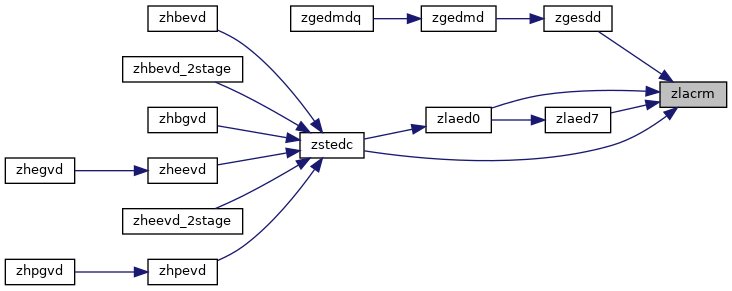 zhbevd
zgedmdq
zgedmd
zgesdd
zhbevd_2stage
zlacrm
zhbgvd
zlaed0
zlaed7
zstedc
zhegvd
zheevd
zheevd_2stage
zhpgvd
zhpevd